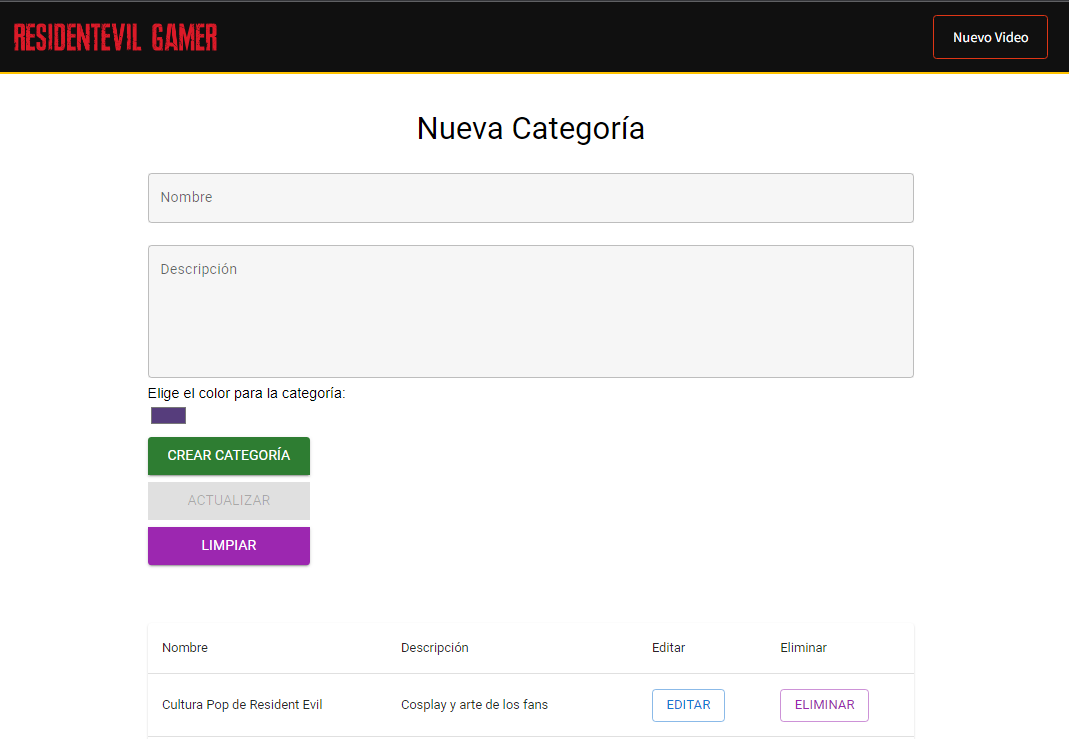 RESIDENTEVIL GAMER
Nuevo Video
Nueva Categoría
Nombre
Descripción
Elige el color para la categoría:
CREAR CATEGORÍA
ACTUALIZAR
LIMPIAR
Nombre Descripción Editar Eliminar
Cultura Pop de Resident Evil Cosplay y arte de los fans EDITAR ELIMINAR